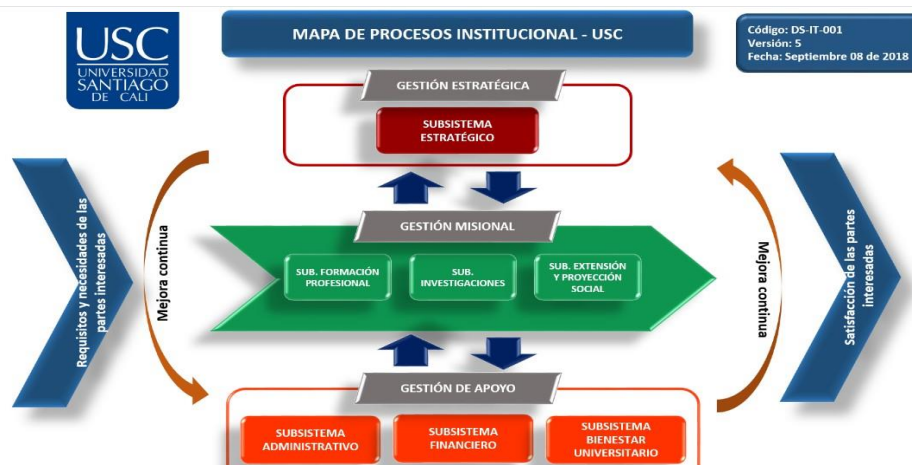 USC
UNIVERSIDAD
SANTIAGO
DE CALI
MAPA DE PROCESOS INSTITUCIONAL - USC
Código: DS-IT-001
Versión: 5
Fecha: Septiembre 08 de 2018
GESTIÓN ESTRATÉGICA
SUBSISTEMA
ESTRATÉGICO
Requisitos y necesidades de las
partes interesadas
Mejora continua
GESTIÓN MISIONAL
SUB. FORMACIÓN
PROFESIONAL
SUB.
INVESTIGACIONES
SUB. EXTENSIÓN
Y PROYECCIÓN
SOCIAL
Mejora continua
Satisfacción de las partes
interesadas
GESTIÓN DE APOYO
SUBSISTEMA
ADMINISTRATIVO
SUBSISTEMA
FINANCIERO
SUBSISTEMA
BIENESTAR
UNIVERSITARIO